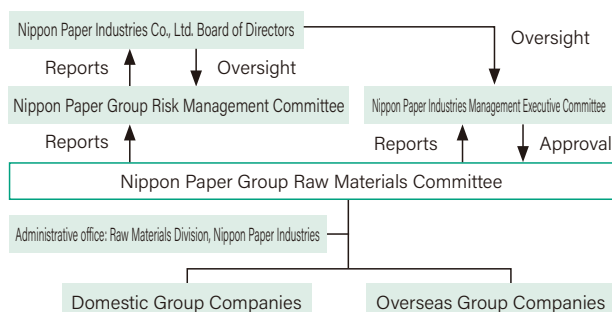 Nippon Paper Industries Co., Ltd. Board of Directors
Oversight
Reports
Oversight
Nippon Paper Group Risk Management Committee
Nippon Paper Industries Management Executive Committee
Reports
Reports
Approval
Nippon Paper Group Raw Materials Committee
Administrative office: Raw Materials Division, Nippon Paper Industries
Domestic Group Companies
Overseas Group Companies